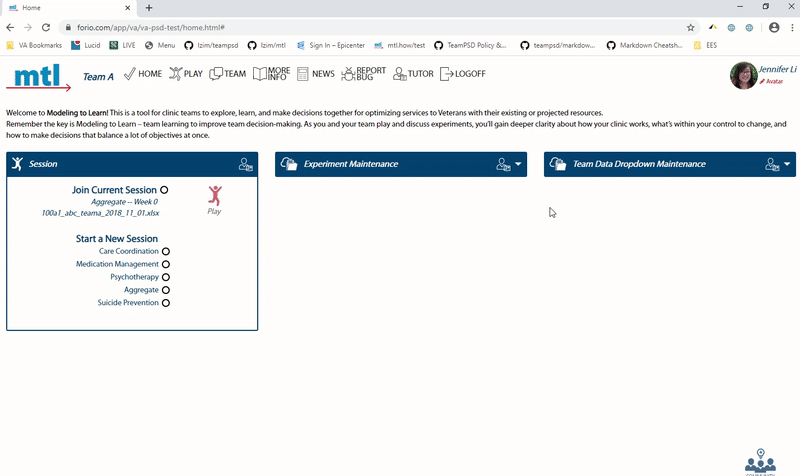 Home
forio.com/app/va/va-psd-test/home.html#
VA Bookmarks
Lucid
LIVE
Menu
lzim/teampsd
lzim/mtl
Sign In – Epicenter
mtl.how/test
TeamPSD Policy &...
teampsd/markdow...
Markdown Cheatsh...
EES
mtl
Team A
HOME
PLAY
TEAM
MORE INFO
NEWS
REPORT BUG
TUTOR
LOGOFF
Jennifer Li
Avatar
Welcome to Modeling to Learn! This is a tool for clinic teams to explore, learn, and make decisions together for optimizing services to Veterans with their existing or projected resources.
Remember the key is Modeling to Learn – team learning to improve team decision-making. As you and your team play and discuss experiments, you'll gain deeper clarity about how your clinic works, what's within your control to change, and
how to make decisions that balance a lot of objectives at once.
Session
Experiment Maintenance
Team Data Dropdown Maintenance
Join Current Session
Aggregate -- Week 0
100a1_abc_teama_2018_11_01.xlsx
Play
Start a New Session
Care Coordination
Medication Management
Psychotherapy
Aggregate
Suicide Prevention